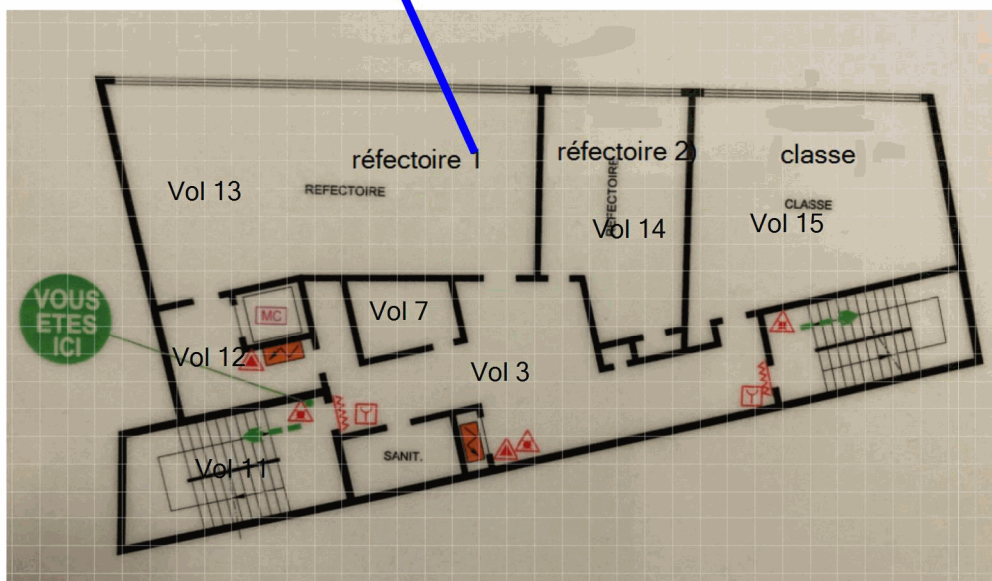 réfectoire 1
réfectoire 2)
classe
Vol 13
REFECTOIRE
REFECTOIRE
CLASSE
Vol 14
Vol 15
VOUS
ETES
ICI
MC
Vol 7
Vol 12
Vol 3
Vol 11
SANIT.